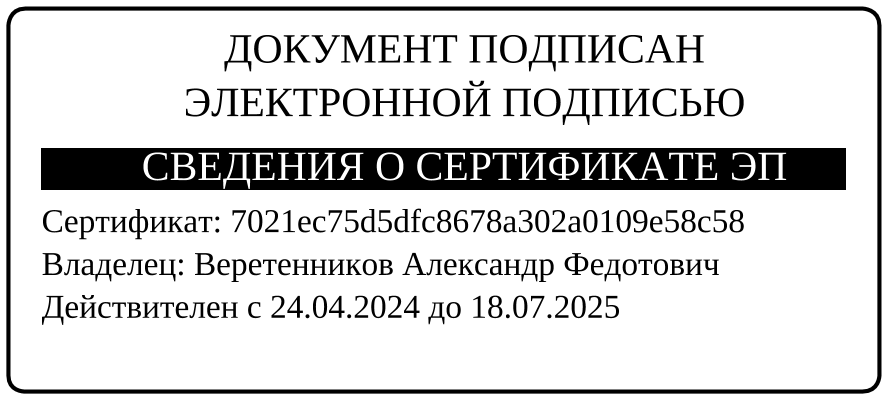 ДОКУМЕНТ ПОДПИСАН
ЭЛЕКТРОННОЙ ПОДПИСЬЮ
СВЕДЕНИЯ О СЕРТИФИКАТЕ ЭП
Сертификат: 7021ec75d5dfc8678a302a0109e58c58
Владелец: Веретенников Александр Федотович
Действителен с 24.04.2024 до 18.07.2025